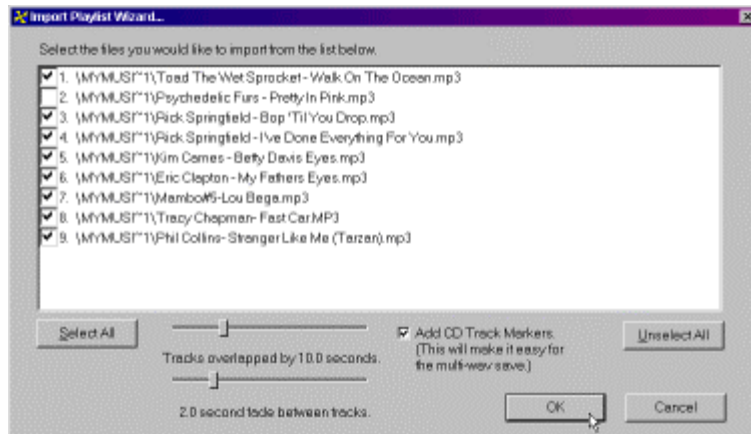 Import Playlist Wizard...
Select the files you would like to import from the list below.
1. \MYMUSI~1\Toad The Wet Sprocket - Walk On The Ocean.mp3
2. \MYMUSI~1\Psychedelic Furs - Pretty In Pink.mp3
3. \MYMUSI~1\Rick Springfield - Bop 'Til You Drop.mp3
4. \MYMUSI~1\Rick Springfield - I've Done Everything For You.mp3
5. \MYMUSI~1\Kim Carnes - Betty Davis Eyes.mp3
6. \MYMUSI~1\Eric Clapton - My Fathers Eyes.mp3
7. \MYMUSI~1\Mambo#5-Lou Bega.mp3
8. \MYMUSI~1\Tracy Chapman- Fast Car.MP3
9. \MYMUSI~1\Phil Collins- Stranger Like Me (Tarzan).mp3
Select All
Tracks overlapped by 10.0 seconds.
2.0 second fade between tracks.
Add CD Track Markers.
(This will make it easy for
the multi-wav save.)
Unselect All
OK
Cancel